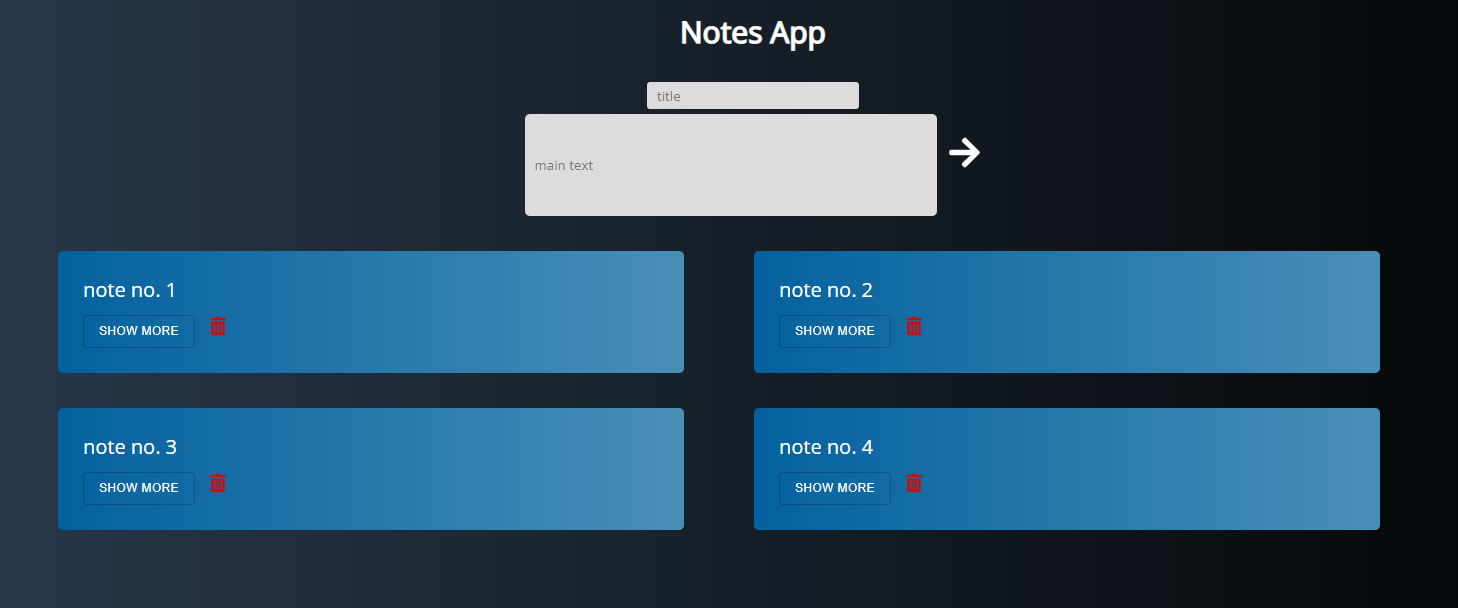 Notes App
title
main text
note no. 1
SHOW MORE
note no. 2
SHOW MORE
note no. 3
SHOW MORE
note no. 4
SHOW MORE